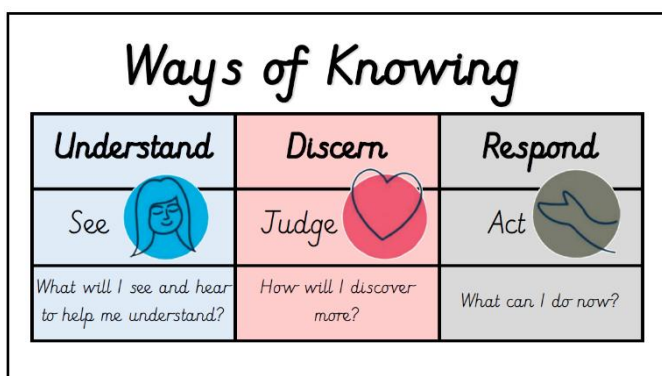 Ways of Knowing
Understand Discern Respond
See Judge Act
What will I see and hear to help me understand?
How will I discover more?
What can I do now?